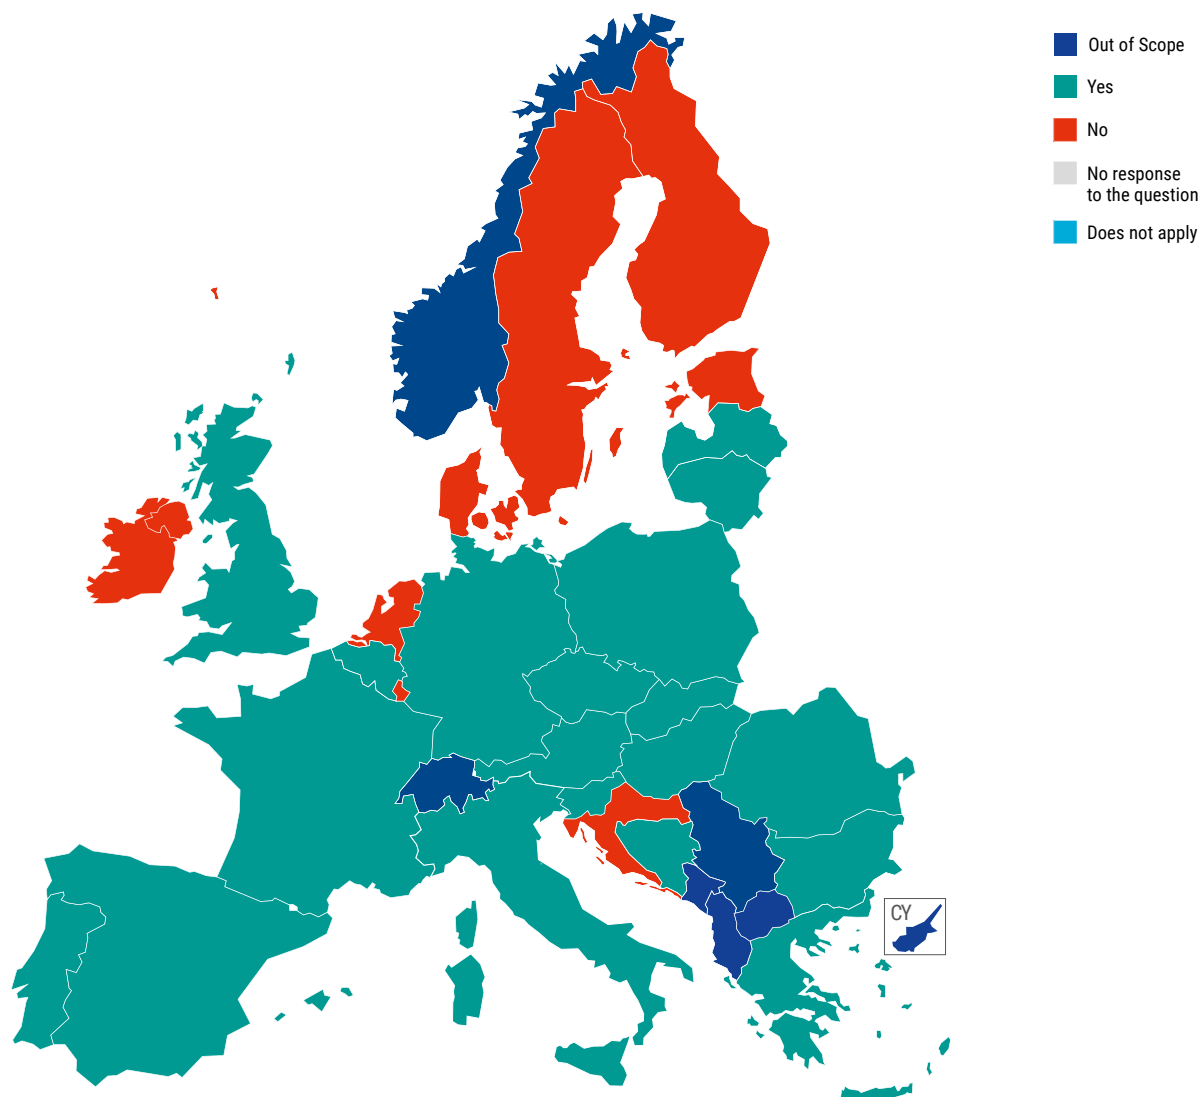 Out of Scope
Yes
No
No response
to the question
Does not apply
CY